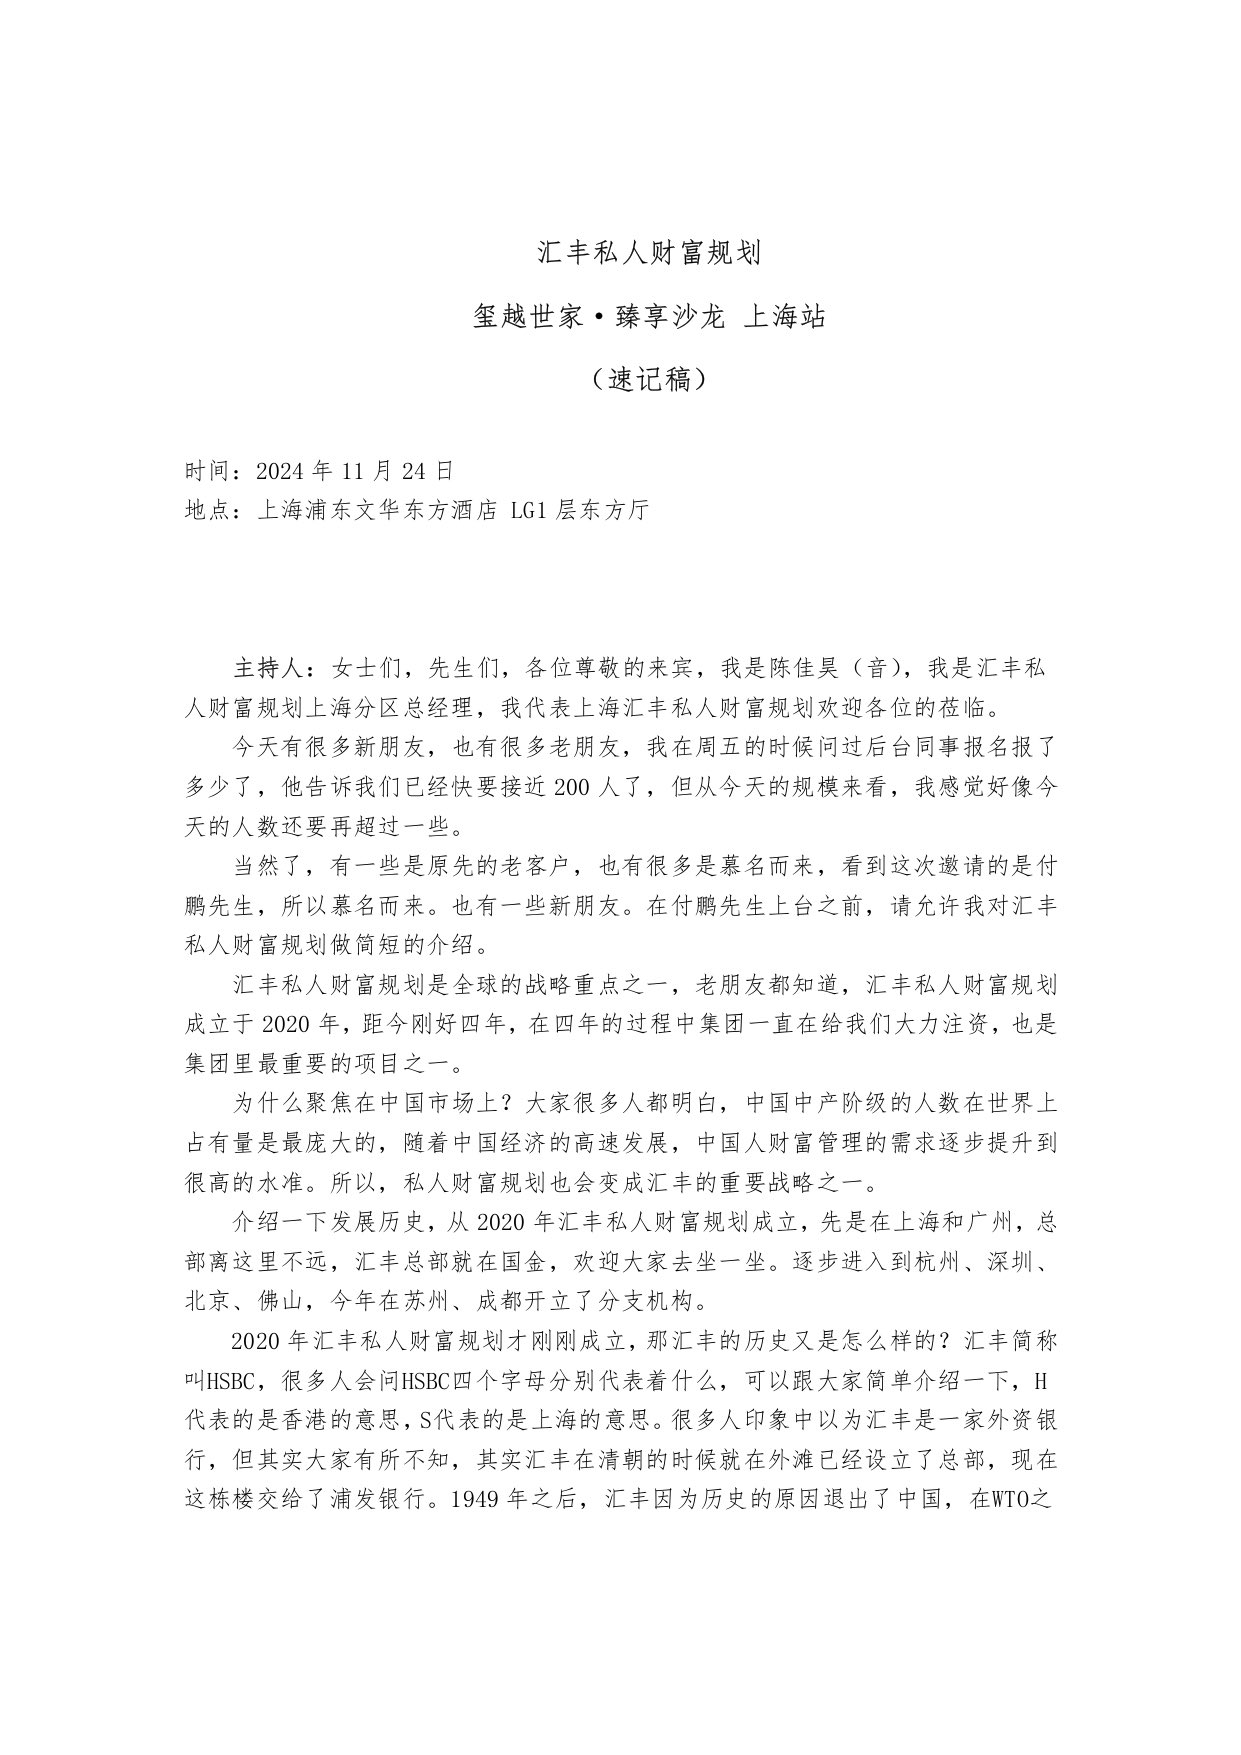 汇丰私人财富规划
玺越世家•臻享沙龙 上海站
（速记稿）
时间：2024 年 11 月 24 日
地点：上海浦东文华东方酒店 LG1 层东方厅
主持人：女士们，先生们，各位尊敬的来宾，我是陈佳昊（音），我是汇丰私
人财富规划上海分区总经理，我代表上海汇丰私人财富规划欢迎各位的莅临。
今天有很多新朋友，也有很多老朋友，我在周五的时候问过后台同事报名报了
多少了，他告诉我们已经快要接近 200 人了，但从今天的规模来看，我感觉好像今
天的人数还要再超过一些。
当然了，有一些是原先的老客户，也有很多是慕名而来，看到这次邀请的是付
鹏先生，所以慕名而来。也有一些新朋友。在付鹏先生上台之前，请允许我对汇丰
私人财富规划做简短的介绍。
汇丰私人财富规划是全球的战略重点之一，老朋友都知道，汇丰私人财富规划
成立于 2020 年，距今刚好四年，在四年的过程中集团一直在给我们大力注资，也是
集团里最重要的项目之一。
为什么聚焦在中国市场上？大家很多人都明白，中国中产阶级的人数在世界上
占有量是最庞大的，随着中国经济的高速发展，中国人财富管理的需求逐步提升到
很高的水准。所以，私人财富规划也会变成汇丰的重要战略之一。
介绍一下发展历史，从 2020 年汇丰私人财富规划成立，先是在上海和广州，总
部离这里不远，汇丰总部就在国金，欢迎大家去坐一坐。逐步进入到杭州、深圳、
北京、佛山，今年在苏州、成都开立了分支机构。
2020 年汇丰私人财富规划才刚刚成立，那汇丰的历史又是怎么样的？汇丰简称
叫HSBC，很多人会问HSBC四个字母分别代表着什么，可以跟大家简单介绍一下，H
代表的是香港的意思，S代表的是上海的意思。很多人印象中以为汇丰是一家外资银
行，但其实大家有所不知，其实汇丰在清朝的时候就在外滩已经设立了总部，现在
这栋楼交给了浦发银行。1949 年之后，汇丰因为历史的原因退出了中国，在WTO之